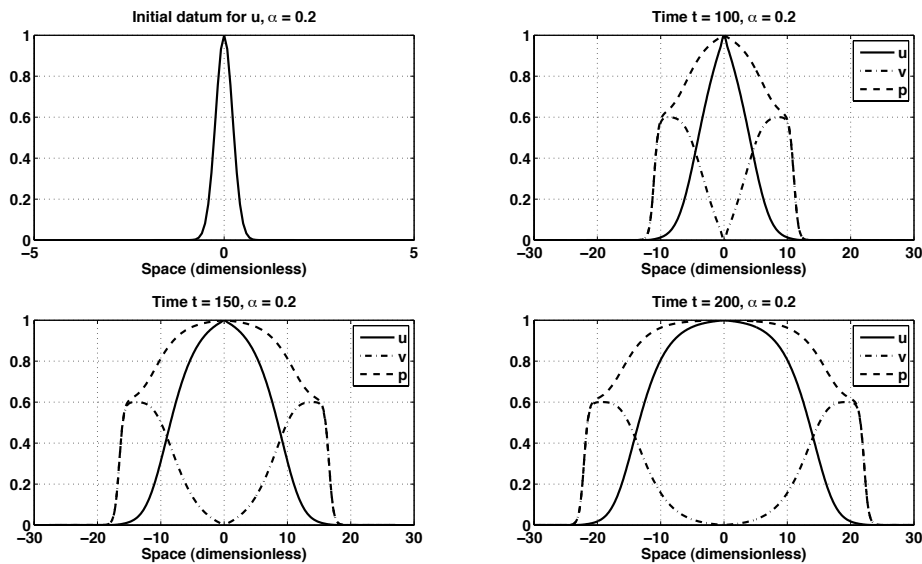 Initial datum for u, α = 0.2
1
0.8
0.6
0.4
0.2
0
−5
0
5
Space (dimensionless)
Time t = 100, α = 0.2
1
0.8
0.6
0.4
0.2
0
−30
−20
−10
0
10
20
30
Space (dimensionless)
u
v
p
Time t = 150, α = 0.2
1
0.8
0.6
0.4
0.2
0
−30
−20
−10
0
10
20
30
Space (dimensionless)
u
v
p
Time t = 200, α = 0.2
1
0.8
0.6
0.4
0.2
0
−30
−20
−10
0
10
20
30
Space (dimensionless)
u
v
p